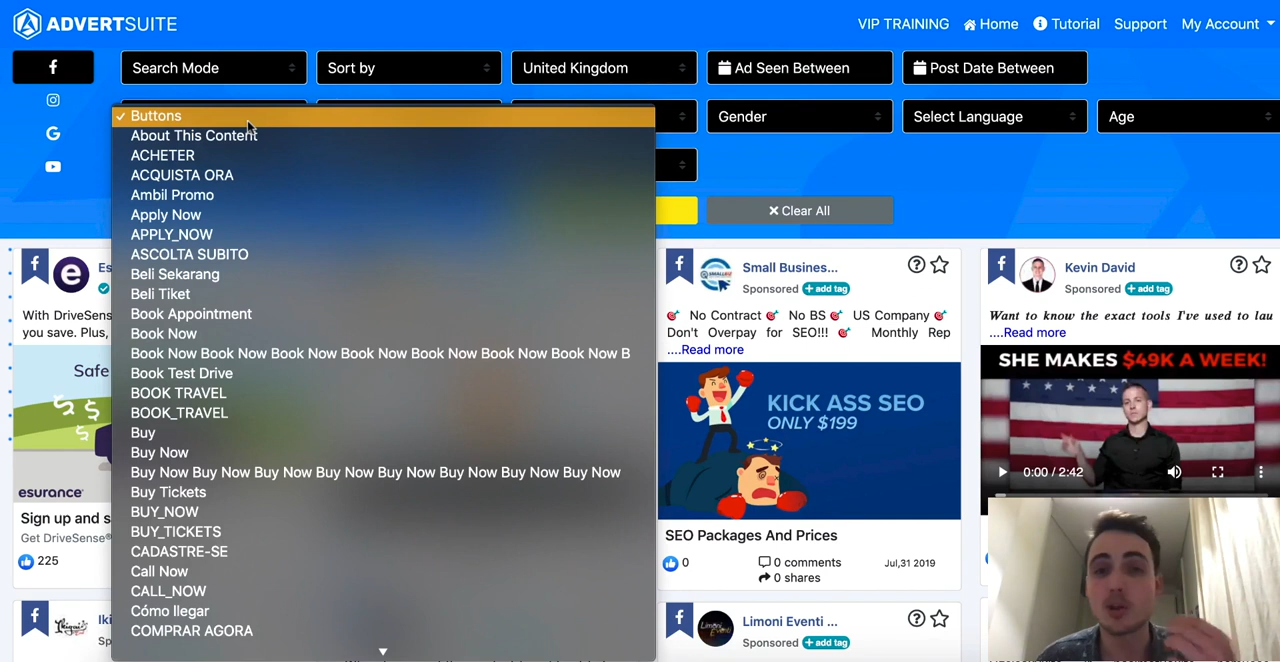 ADVERTSUITE
VIP TRAINING
Home
Tutorial
Support
My Account
Search Mode
Sort by
United Kingdom
Ad Seen Between
Post Date Between
Gender
Select Language
Age
Clear All
Buttons
About This Content
ACHETER
ACQUISTA ORA
Ambil Promo
Apply Now
APPLY_NOW
ASCOLTA SUBITO
Beli Sekarang
Beli Tiket
Book Appointment
Book Now
Book Now Book Now Book Now Book Now Book Now Book Now Book Now B
Book Test Drive
BOOK TRAVEL
BOOK_TRAVEL
Buy
Buy Now
Buy Now Buy Now Buy Now Buy Now Buy Now Buy Now Buy Now Buy Now
Buy Tickets
BUY_NOW
BUY_TICKETS
CADASTRE-SE
Call Now
CALL_NOW
Cómo llegar
COMPRAR AGORA
Es
With DriveSense
you save. Plus,
Safe
esurance
Sign up and s
Get DriveSense®
225
Iki
Sp
Small Busines...
Sponsored + add tag
No Contract No BS US Company
Don't Overpay for SEO!!! Monthly Rep
....Read more
KICK ASS SEO
ONLY $199
SEO Packages And Prices
0
0 comments
0 shares
Jul,31 2019
Limoni Eventi ...
Sponsored + add tag
Kevin David
Sponsored + add tag
Want to know the exact tools I've used to lau
....Read more
SHE MAKES $49K A WEEK!
0:00 / 2:42